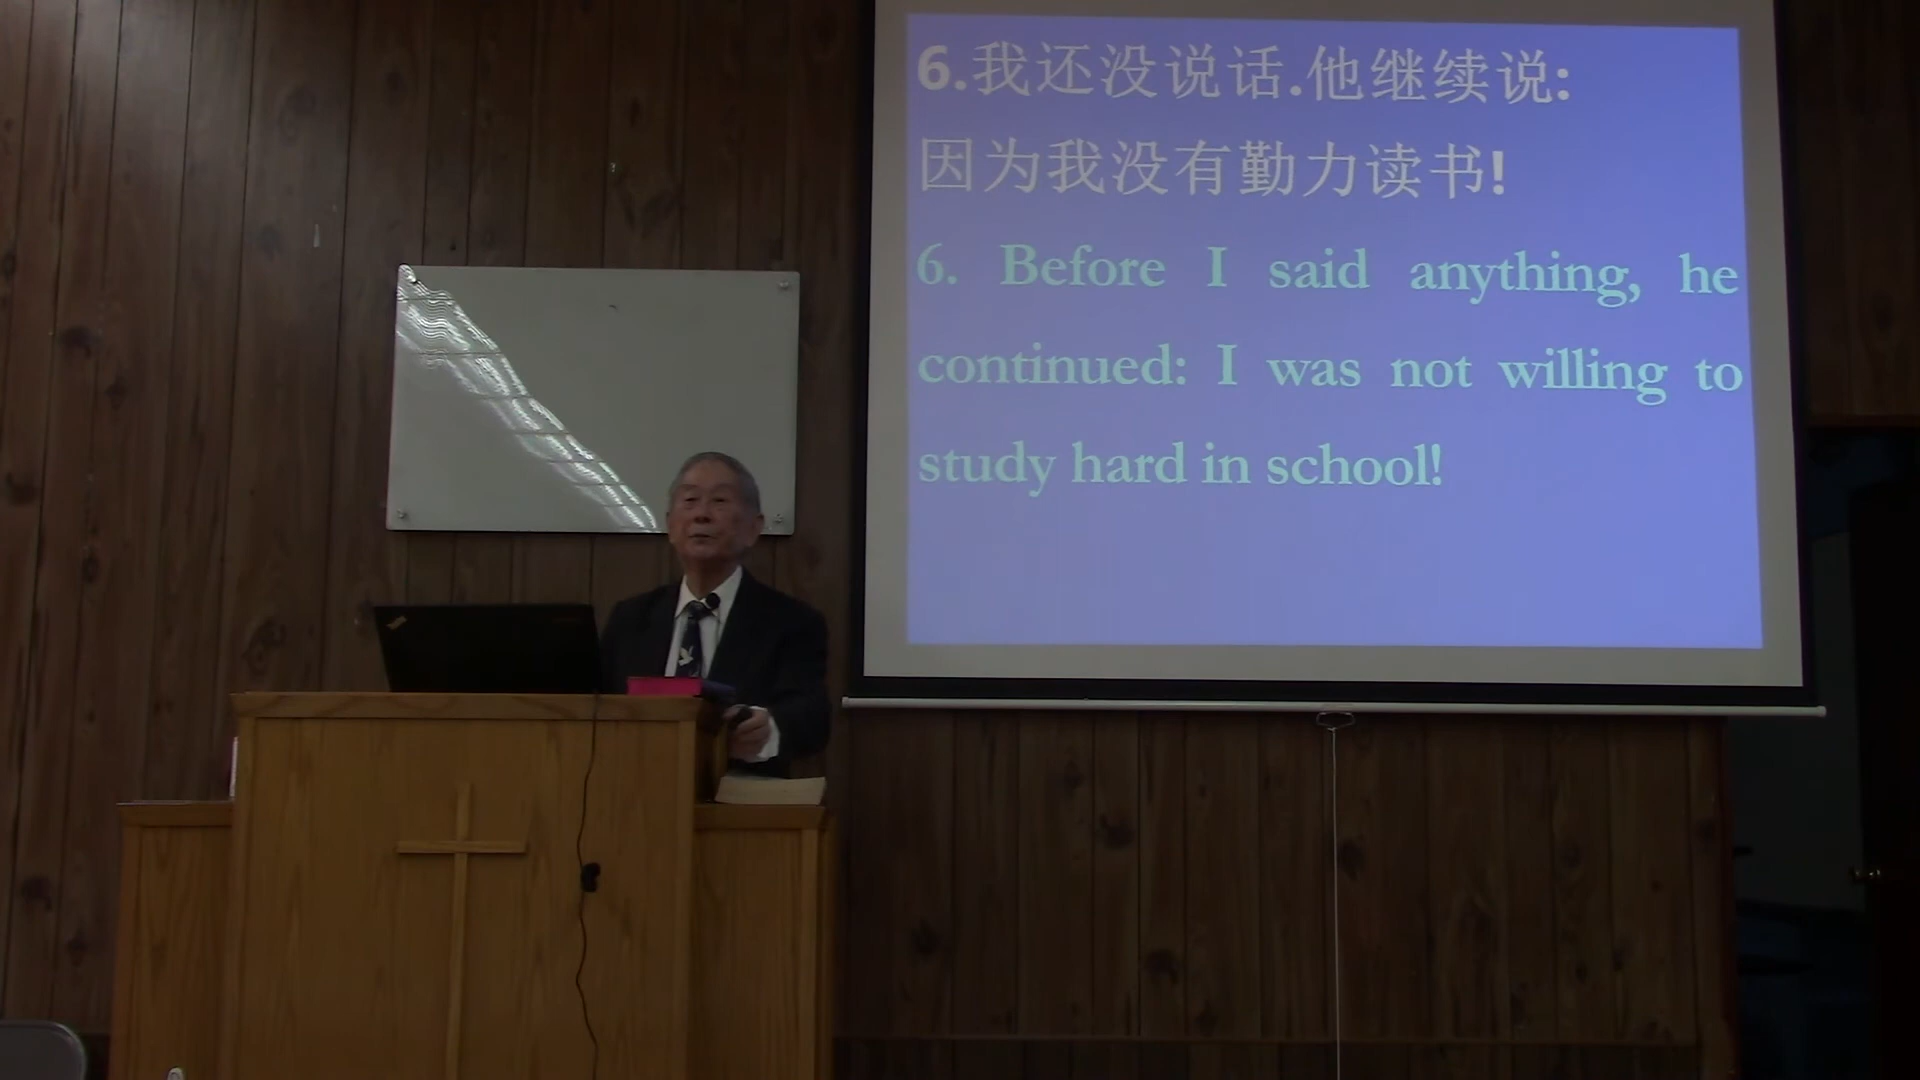 6.我还没说话.他继续说:
因为我没有勤力读书!
6. Before I said anything, he
continued: I was not willing to
study hard in school!